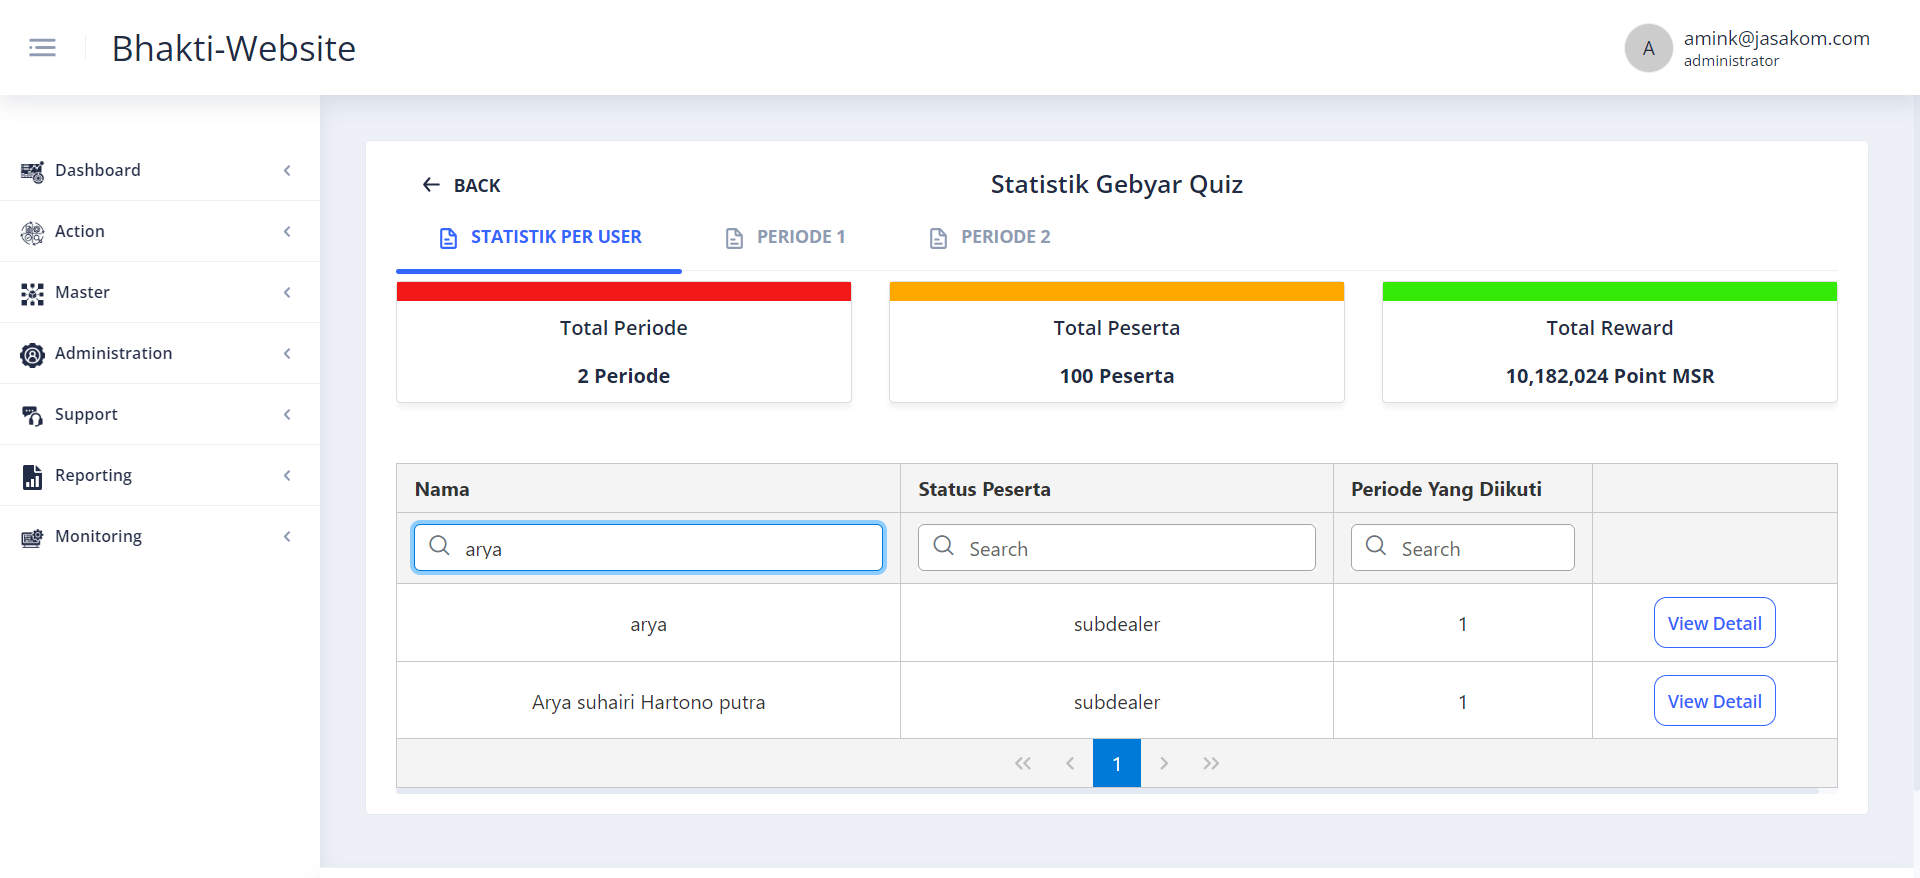 Bhakti-Website
A
amink@jasakom.com
administrator
Dashboard
Action
Master
Administration
Support
Reporting
Monitoring
BACK
Statistik Gebyar Quiz
STATISTIK PER USER
PERIODE 1
PERIODE 2
Total Periode
2 Periode
Total Peserta
100 Peserta
Total Reward
10,182,024 Point MSR
Nama Status Peserta Periode Yang Diikuti
arya Search Search
arya subdealer 1 View Detail
Arya suhairi Hartono putra subdealer 1 View Detail
1